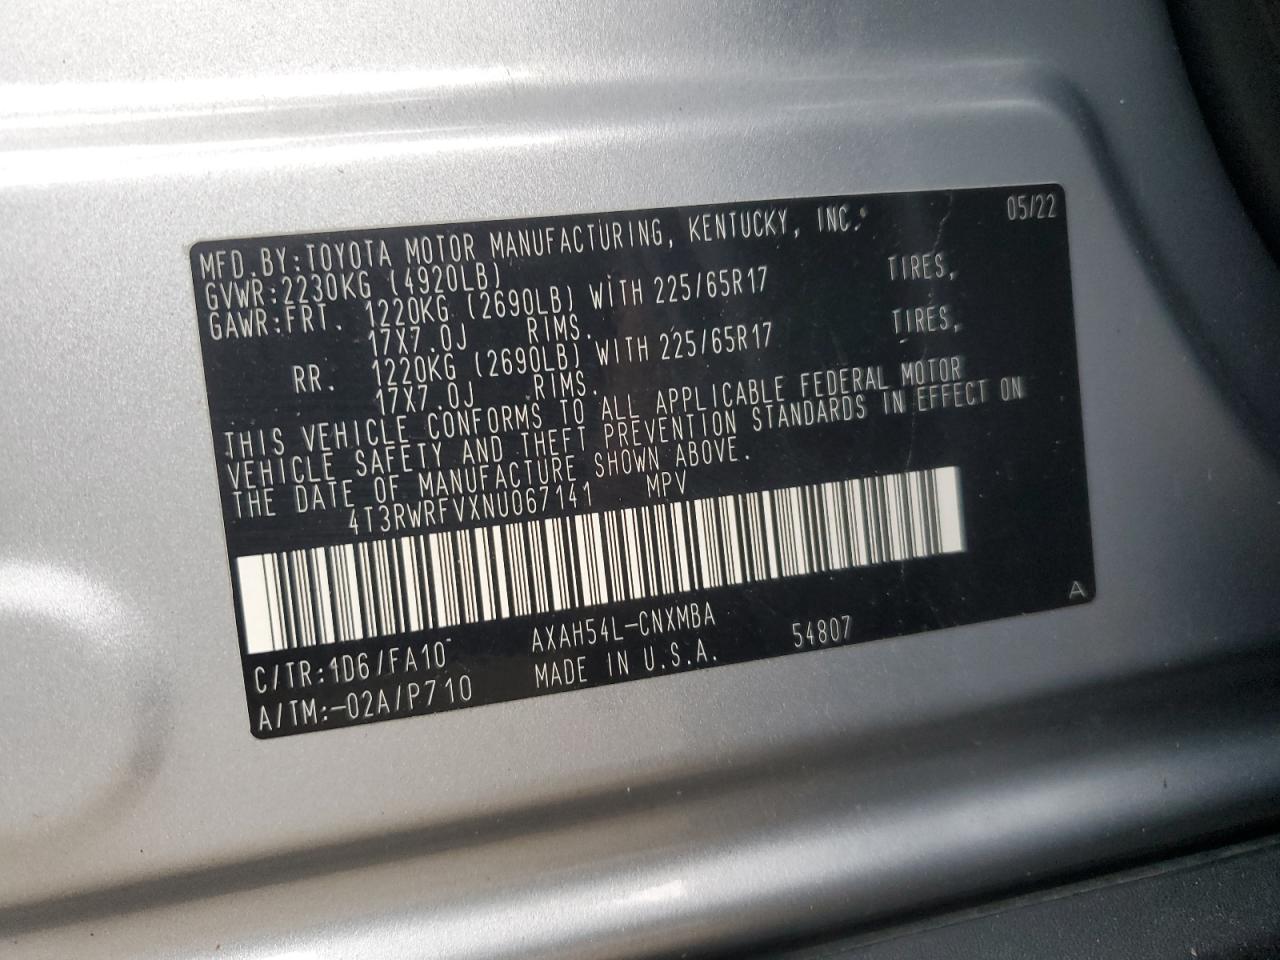 MFD.BY:TOYOTA MOTOR MANUFACTURING, KENTUCKY, INC. 05/22
GVWR:2230KG (4920LB)
GAWR:FRT. 1220KG (2690LB) WITH 225/65R17 TIRES,
17X7.0J RIMS.
RR. 1220KG (2690LB) WITH 225/65R17 TIRES,
17X7.0J RIMS.
THIS VEHICLE CONFORMS TO ALL APPLICABLE FEDERAL MOTOR
VEHICLE SAFETY AND THEFT PREVENTION STANDARDS IN EFFECT ON
THE DATE OF MANUFACTURE SHOWN ABOVE.
4T3RWRFVXNU067141 MPV
C/TR:1D6/FA10 AXAH54L-CNXMBA
A/TM:-02A/P710 MADE IN U.S.A. 54807 A